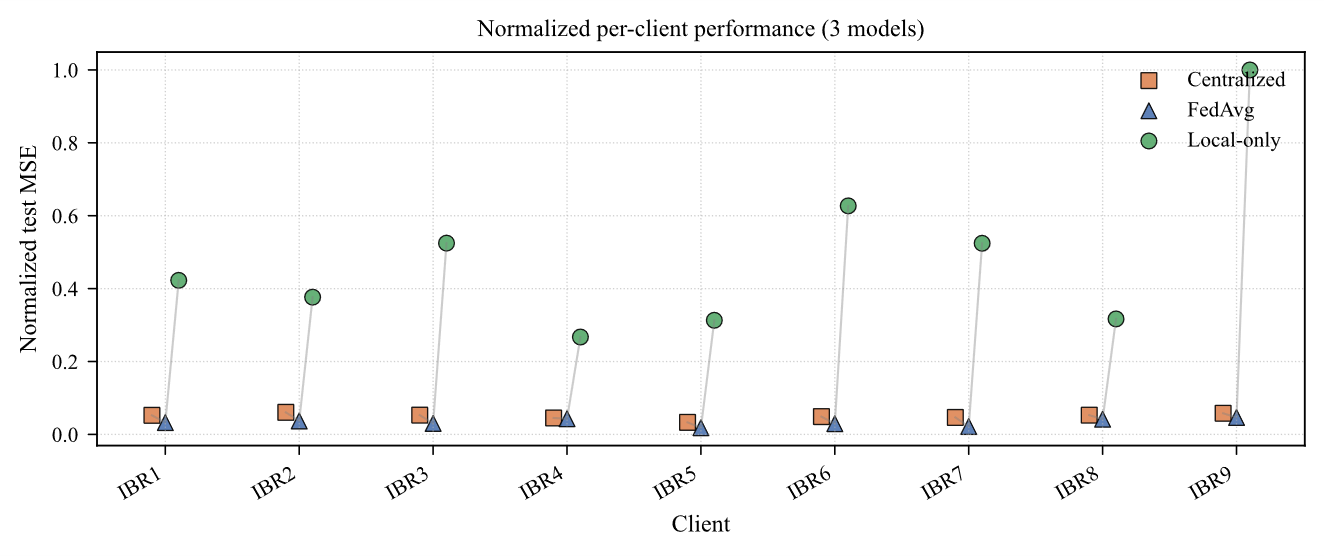 Normalized per-client performance (3 models)
Normalized test MSE
1.0
0.8
0.6
0.4
0.2
0.0
Centralized
FedAvg
Local-only
IBR1
IBR2
IBR3
IBR4
IBR5
IBR6
IBR7
IBR8
IBR9
Client